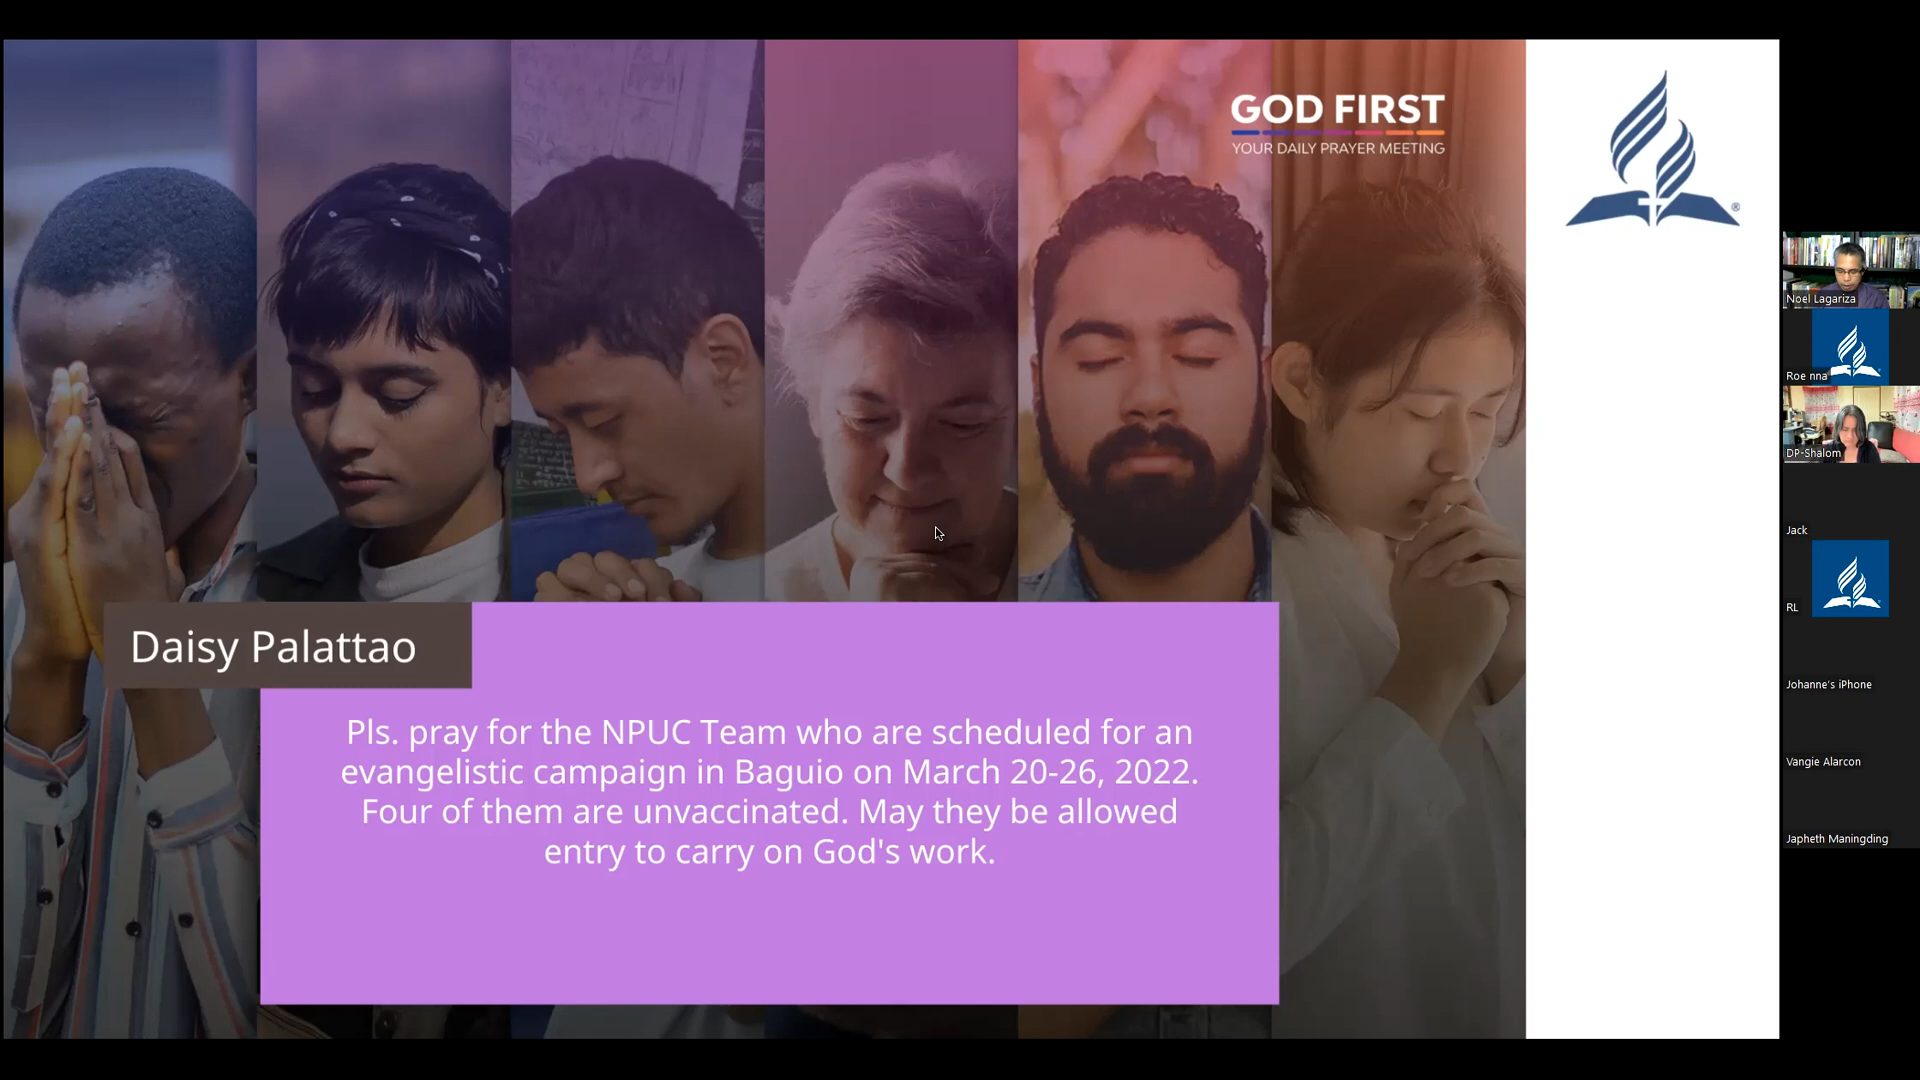 GOD FIRST
YOUR DAILY PRAYER MEETING
®
Daisy Palattao
Pls. pray for the NPUC Team who are scheduled for an
evangelistic campaign in Baguio on March 20-26, 2022.
Four of them are unvaccinated. May they be allowed
entry to carry on God's work.
Noel Lagariza
Roe nna
DP-Shalom
Jack
RL
Johanne's iPhone
Vangie Alarcon
Japheth Maningding